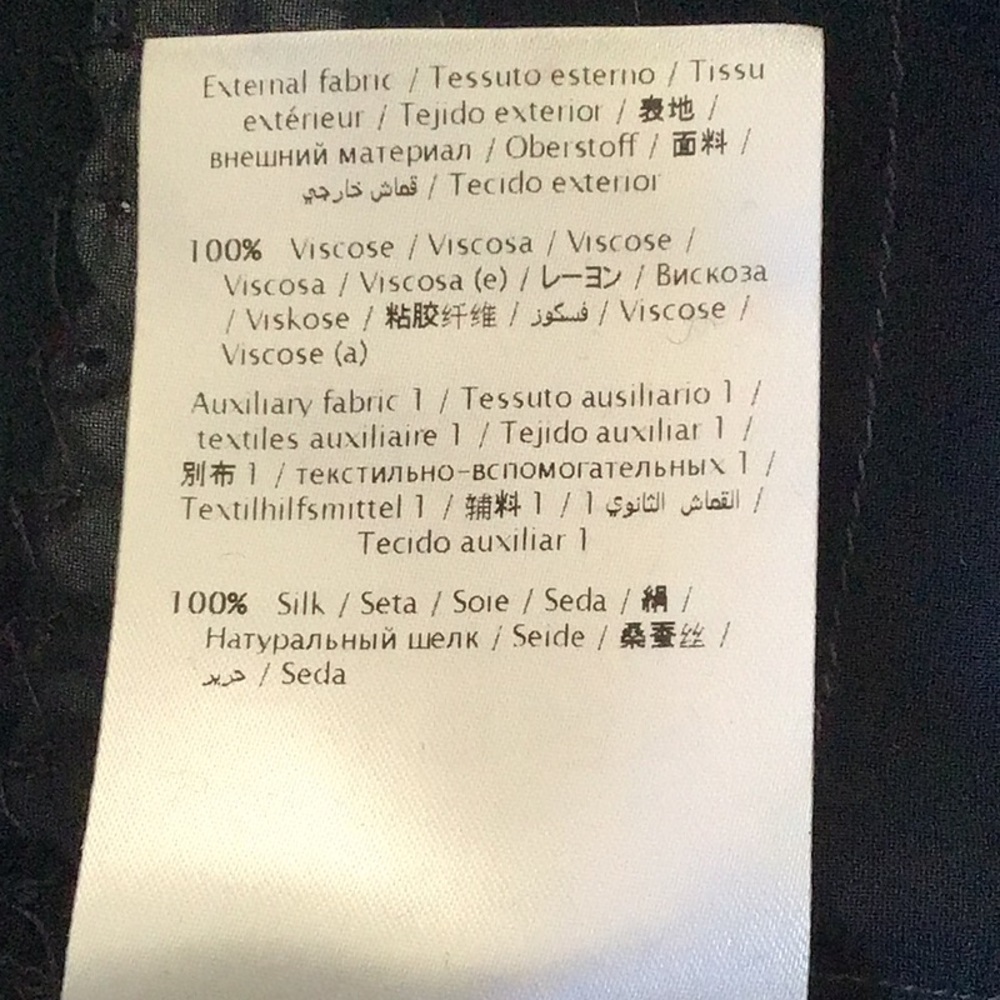 External fabric / Tessuto esterno / Tissu
extérieur / Tejido exterior / 表地 /
внешний материал / Oberstoff / 面料 /
قماش خارجي / Tecido exterior
100% Viscose / Viscosa / Viscose /
Viscosa / Viscosa (e) / レーヨン / Вискоза
/ Viskose / 粘胶纤维 / فسكوز / Viscose /
Viscose (a)
Auxiliary fabric 1 / Tessuto ausiliario 1 /
textiles auxiliaire 1 / Tejido auxiliar 1 /
別布 1 / текстильно-вспомогательных 1 /
Textilhilfsmittel 1 / 辅料 1 / 1 القماش الثانوي /
Tecido auxiliar 1
100% Silk / Seta / Soie / Seda / 絹 /
Натуральный шелк / Seide / 桑蚕丝 /
حرير / Seda